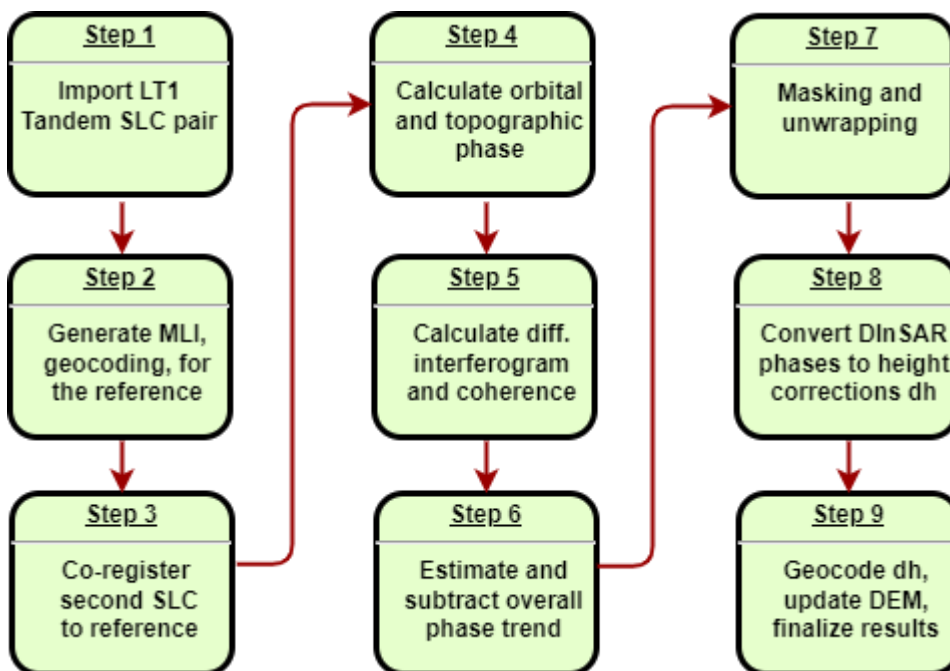 Step 1
Import LT1
Tandem SLC pair
Step 2
Generate MLI,
geocoding, for
the reference
Step 3
Co-register
second SLC
to reference
Step 4
Calculate orbital
and topographic
phase
Step 5
Calculate diff.
interferogram
and coherence
Step 6
Estimate and
subtract overall
phase trend
Step 7
Masking and
unwrapping
Step 8
Convert DInSAR
phases to height
corrections dh
Step 9
Geocode dh,
update DEM,
finalize results